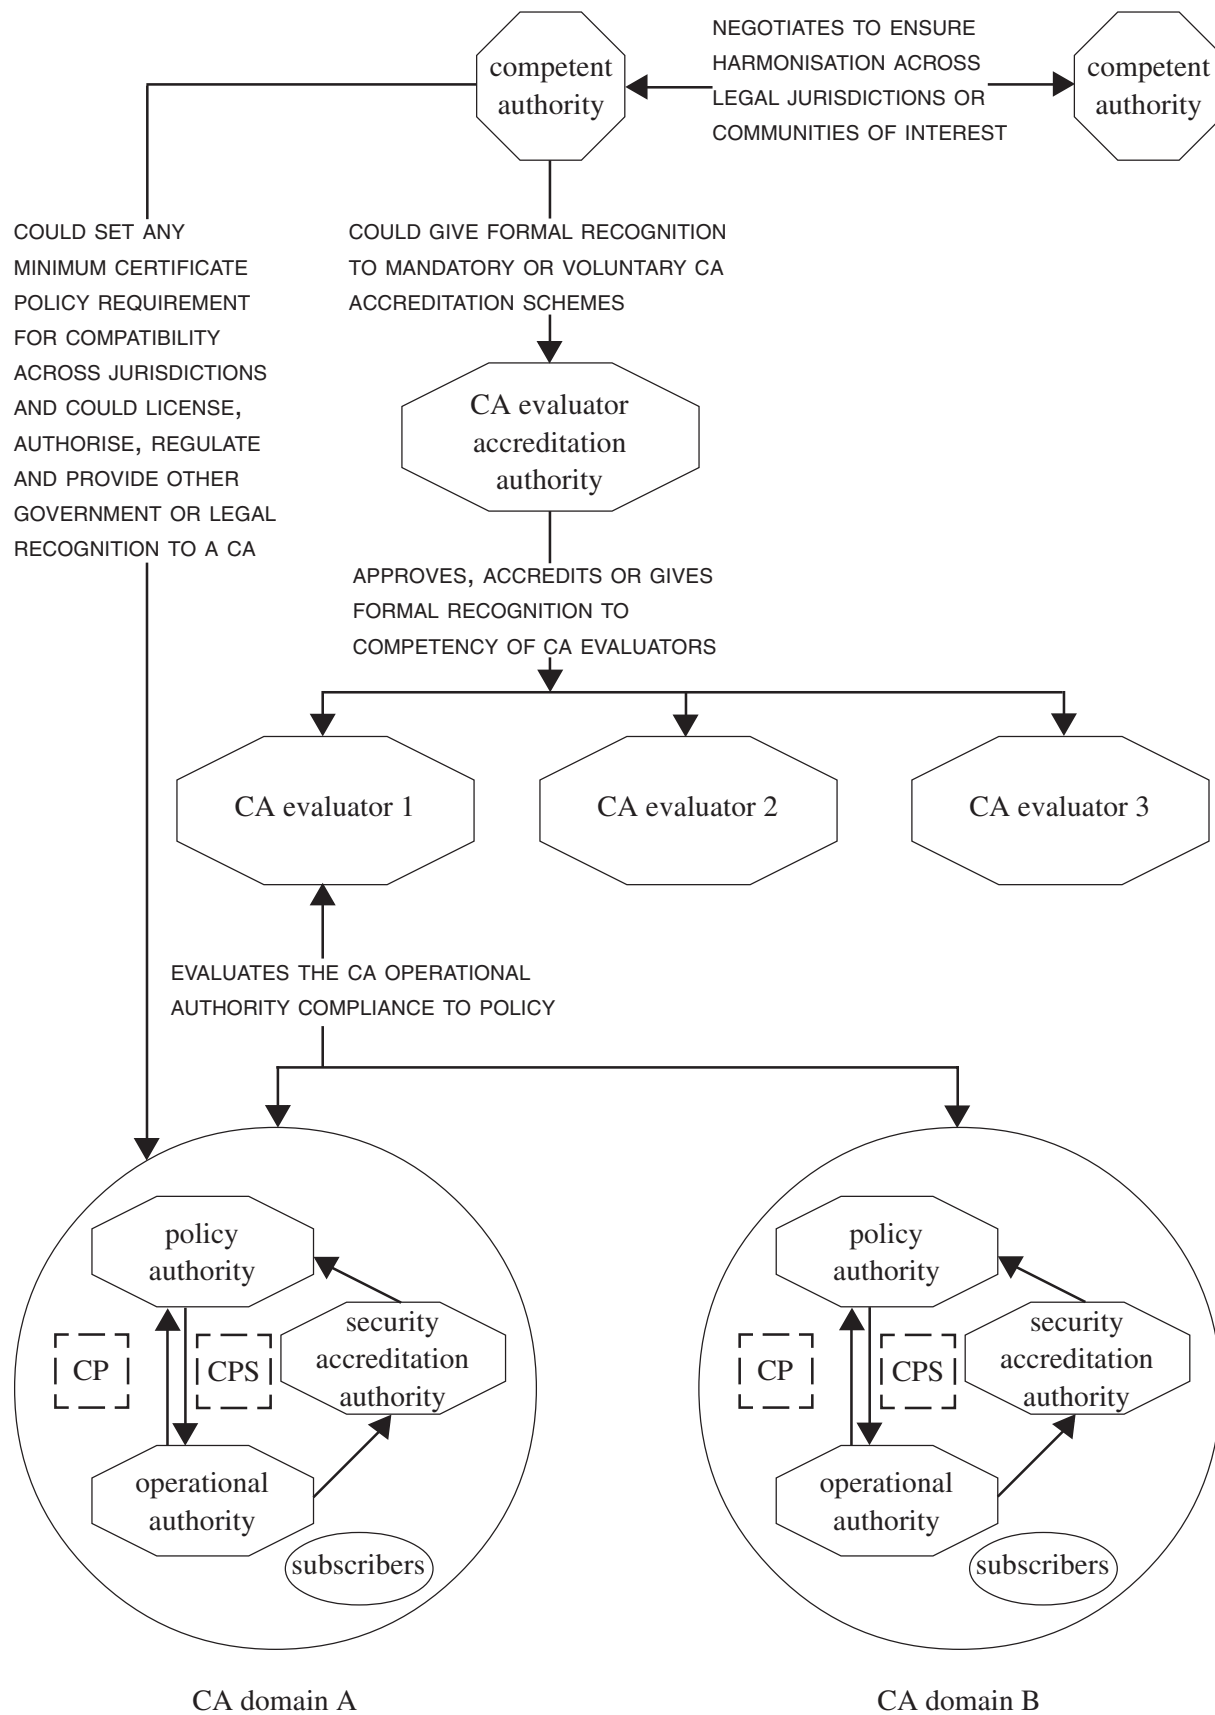 competent
authority
NEGOTIATES TO ENSURE
HARMONISATION ACROSS
LEGAL JURISDICTIONS OR
COMMUNITIES OF INTEREST
competent
authority
COULD SET ANY
MINIMUM CERTIFICATE
POLICY REQUIREMENT
FOR COMPATIBILITY
ACROSS JURISDICTIONS
AND COULD LICENSE,
AUTHORISE, REGULATE
AND PROVIDE OTHER
GOVERNMENT OR LEGAL
RECOGNITION TO A CA
COULD GIVE FORMAL RECOGNITION
TO MANDATORY OR VOLUNTARY CA
ACCREDITATION SCHEMES
CA evaluator
accreditation
authority
APPROVES, ACCREDITS OR GIVES
FORMAL RECOGNITION TO
COMPETENCY OF CA EVALUATORS
CA evaluator 1
CA evaluator 2
CA evaluator 3
EVALUATES THE CA OPERATIONAL
AUTHORITY COMPLIANCE TO POLICY
policy
authority
CP
CPS
security
accreditation
authority
operational
authority
subscribers
CA domain A
policy
authority
CP
CPS
security
accreditation
authority
operational
authority
subscribers
CA domain B